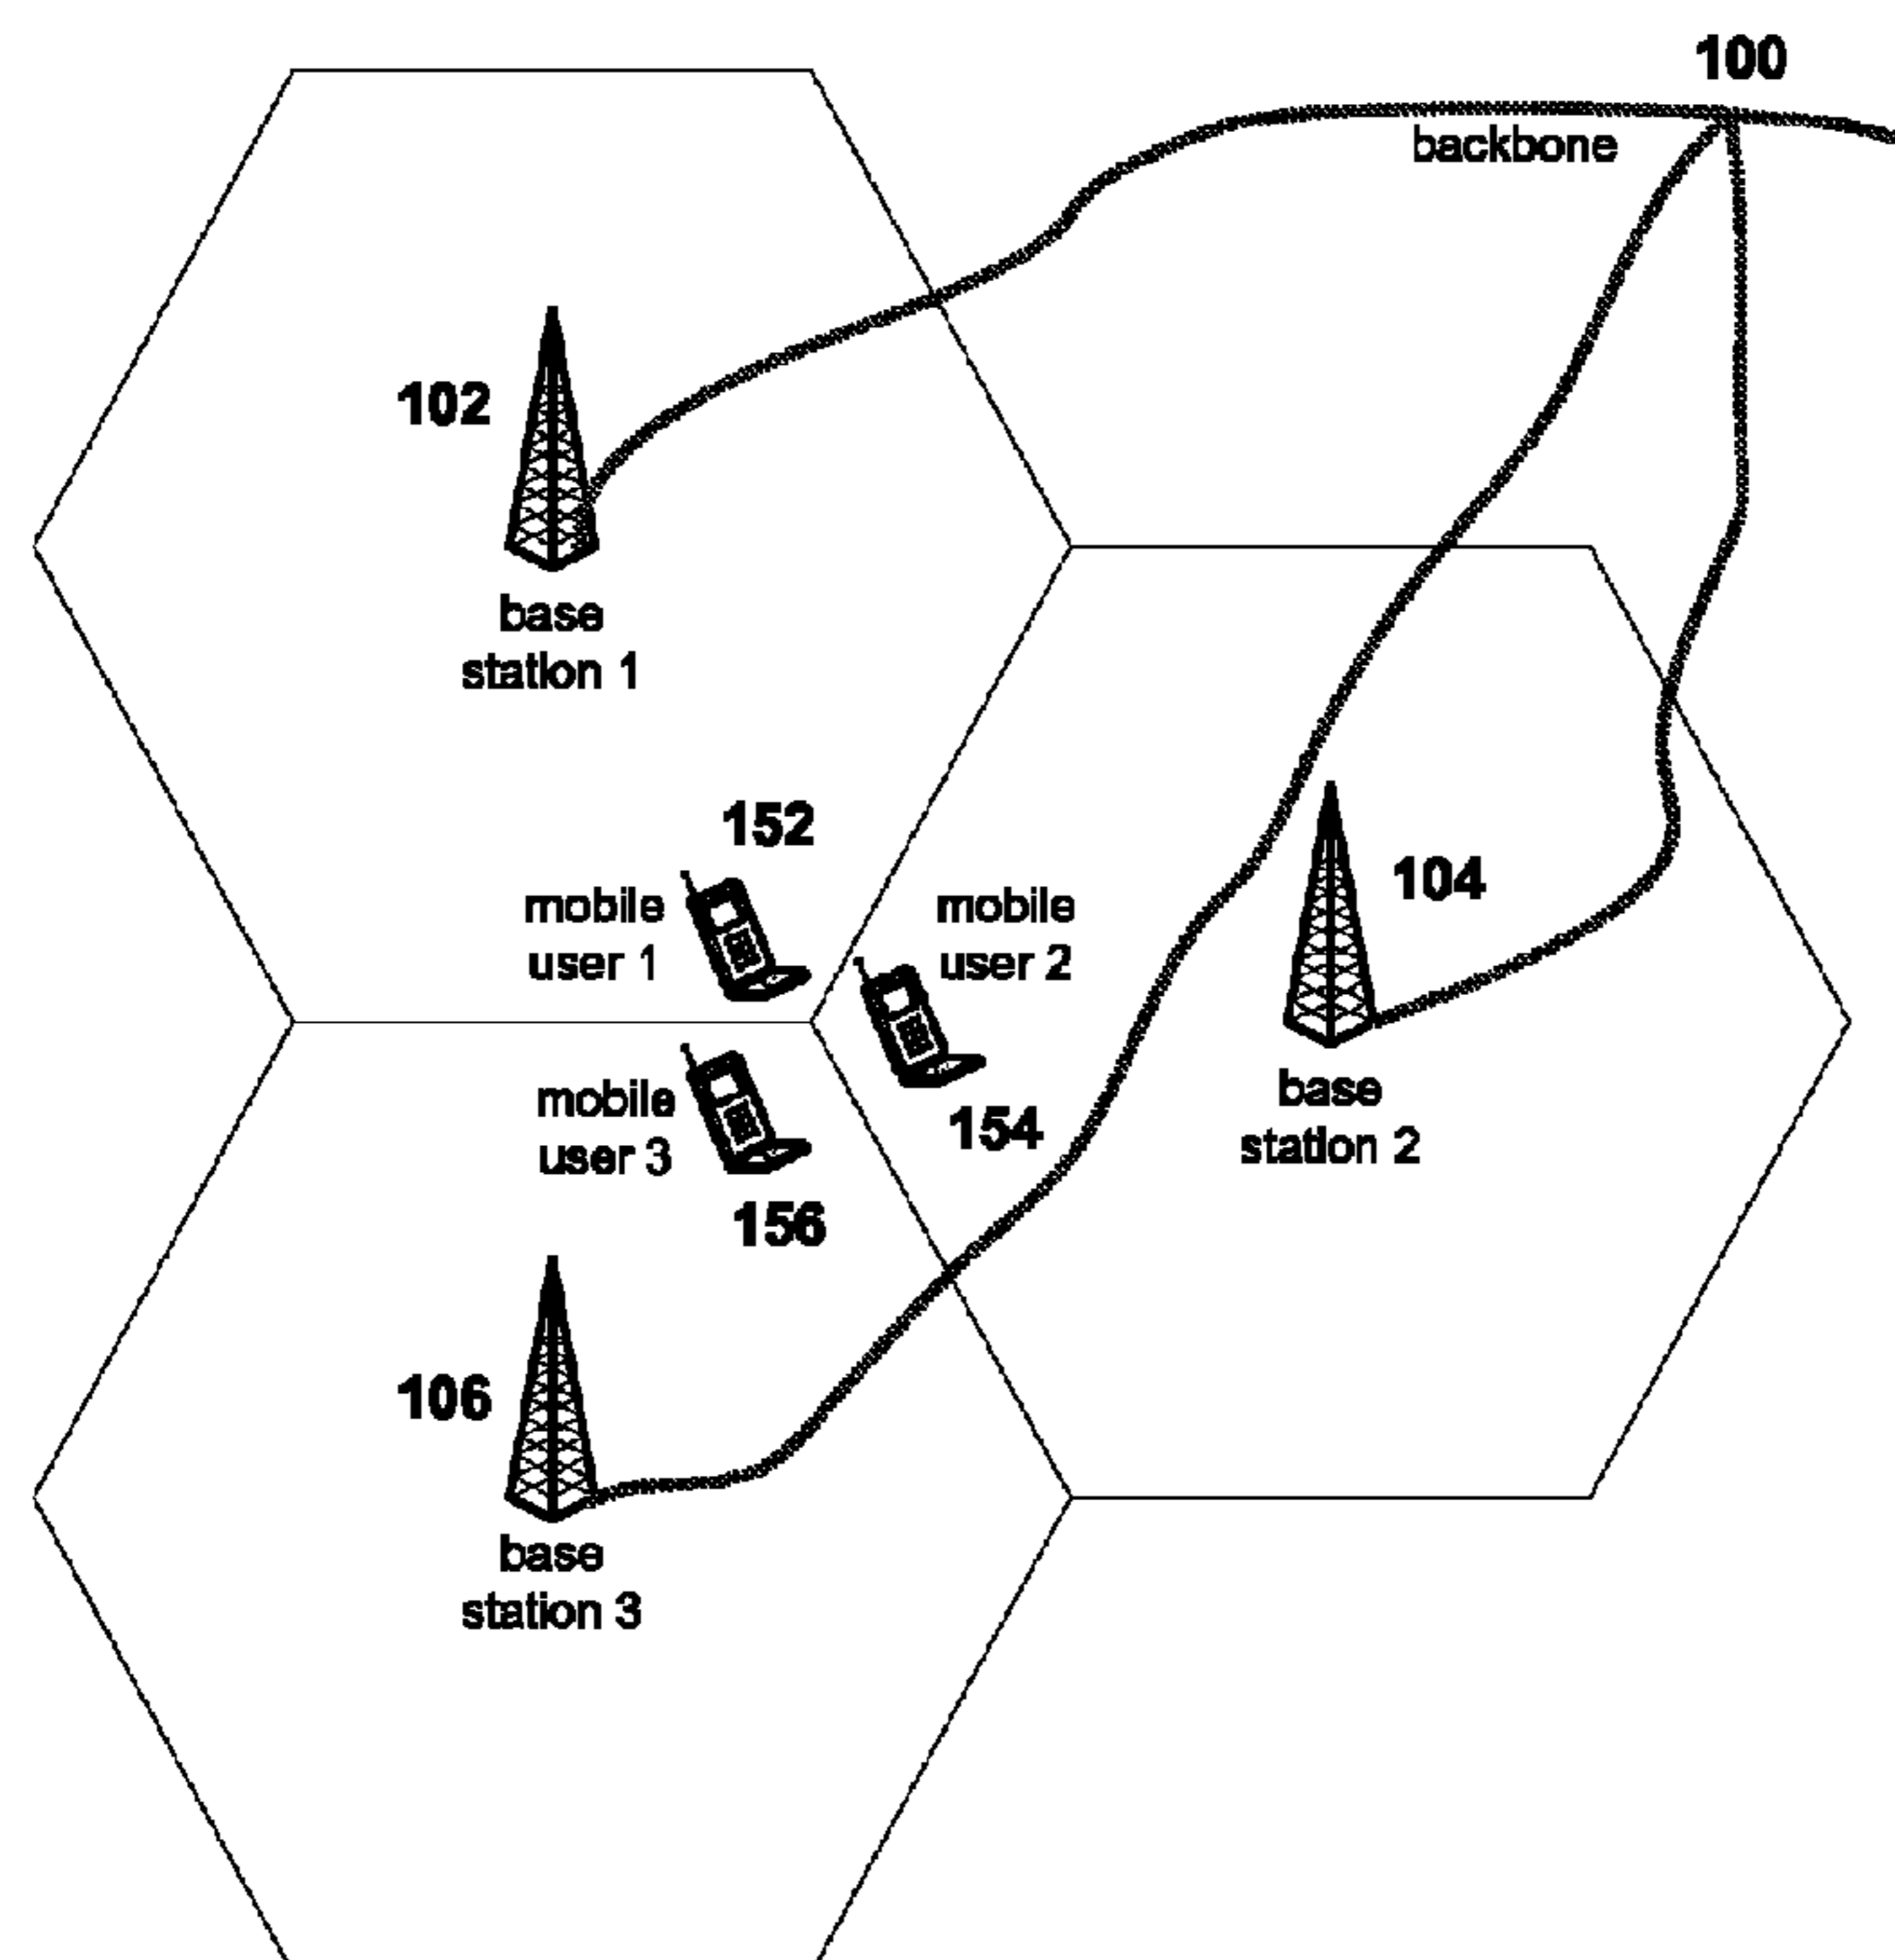 100
backbone
102
base
station 1
152
mobile
user 1
mobile
user 2
104
base
station 2
154
mobile
user 3
156
106
base
station 3